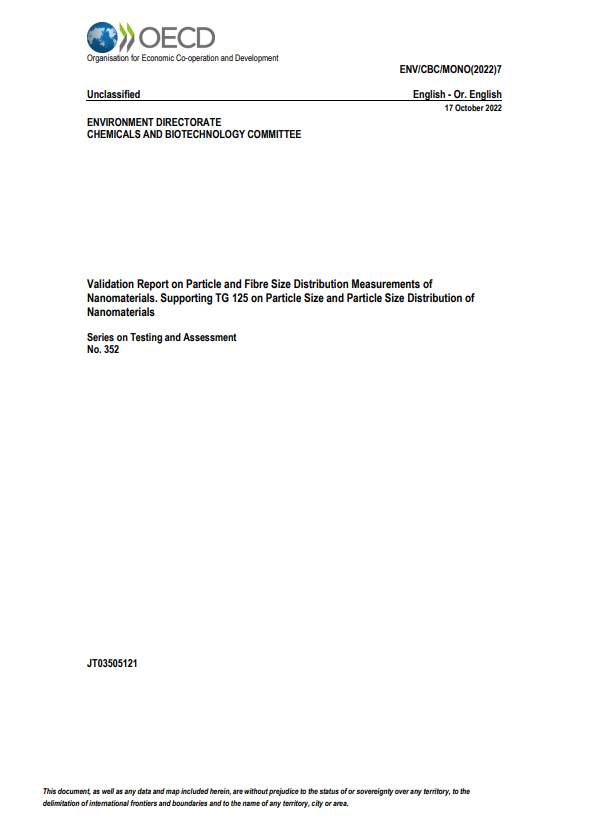 OECD
Organisation for Economic Co-operation and Development
ENV/CBC/MONO(2022)7
Unclassified English - Or. English
17 October 2022
ENVIRONMENT DIRECTORATE
CHEMICALS AND BIOTECHNOLOGY COMMITTEE
Validation Report on Particle and Fibre Size Distribution Measurements of
Nanomaterials. Supporting TG 125 on Particle Size and Particle Size Distribution of
Nanomaterials
Series on Testing and Assessment
No. 352
JT03505121
This document, as well as any data and map included herein, are without prejudice to the status of or sovereignty over any territory, to the
delimitation of international frontiers and boundaries and to the name of any territory, city or area.